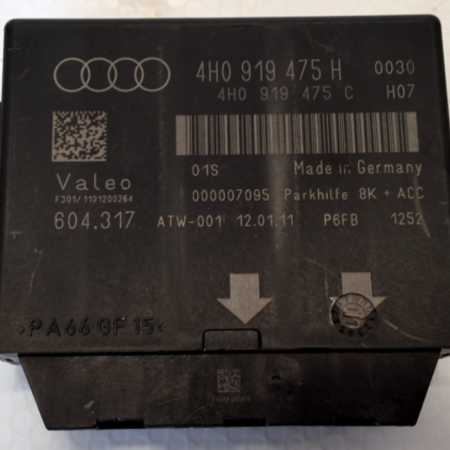 4H0 919 475 H 0030
4H0 919 475 C H07
01S Made in Germany
Valeo 000007095 Parkhilfe 8K + ACC
F301/1101200264
604.317 ATW-001 12.01.11 P6FB 1252
>PA66 GF15<